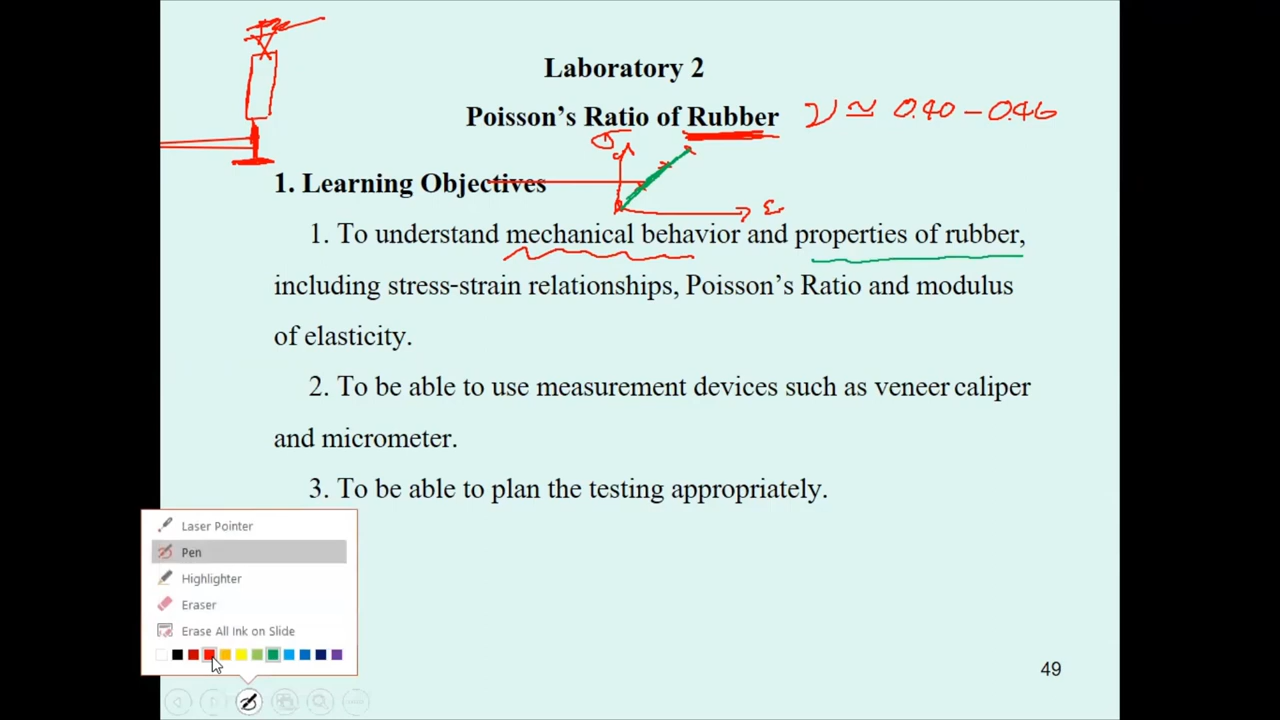 Laboratory 2
Poisson's Ratio of Rubber
ν ≃ 0.40 – 0.46
σ
ε
1. Learning Objectives
1. To understand mechanical behavior and properties of rubber,
including stress-strain relationships, Poisson's Ratio and modulus
of elasticity.
2. To be able to use measurement devices such as veneer caliper
and micrometer.
3. To be able to plan the testing appropriately.
Laser Pointer
Pen
Highlighter
Eraser
Erase All Ink on Slide
49